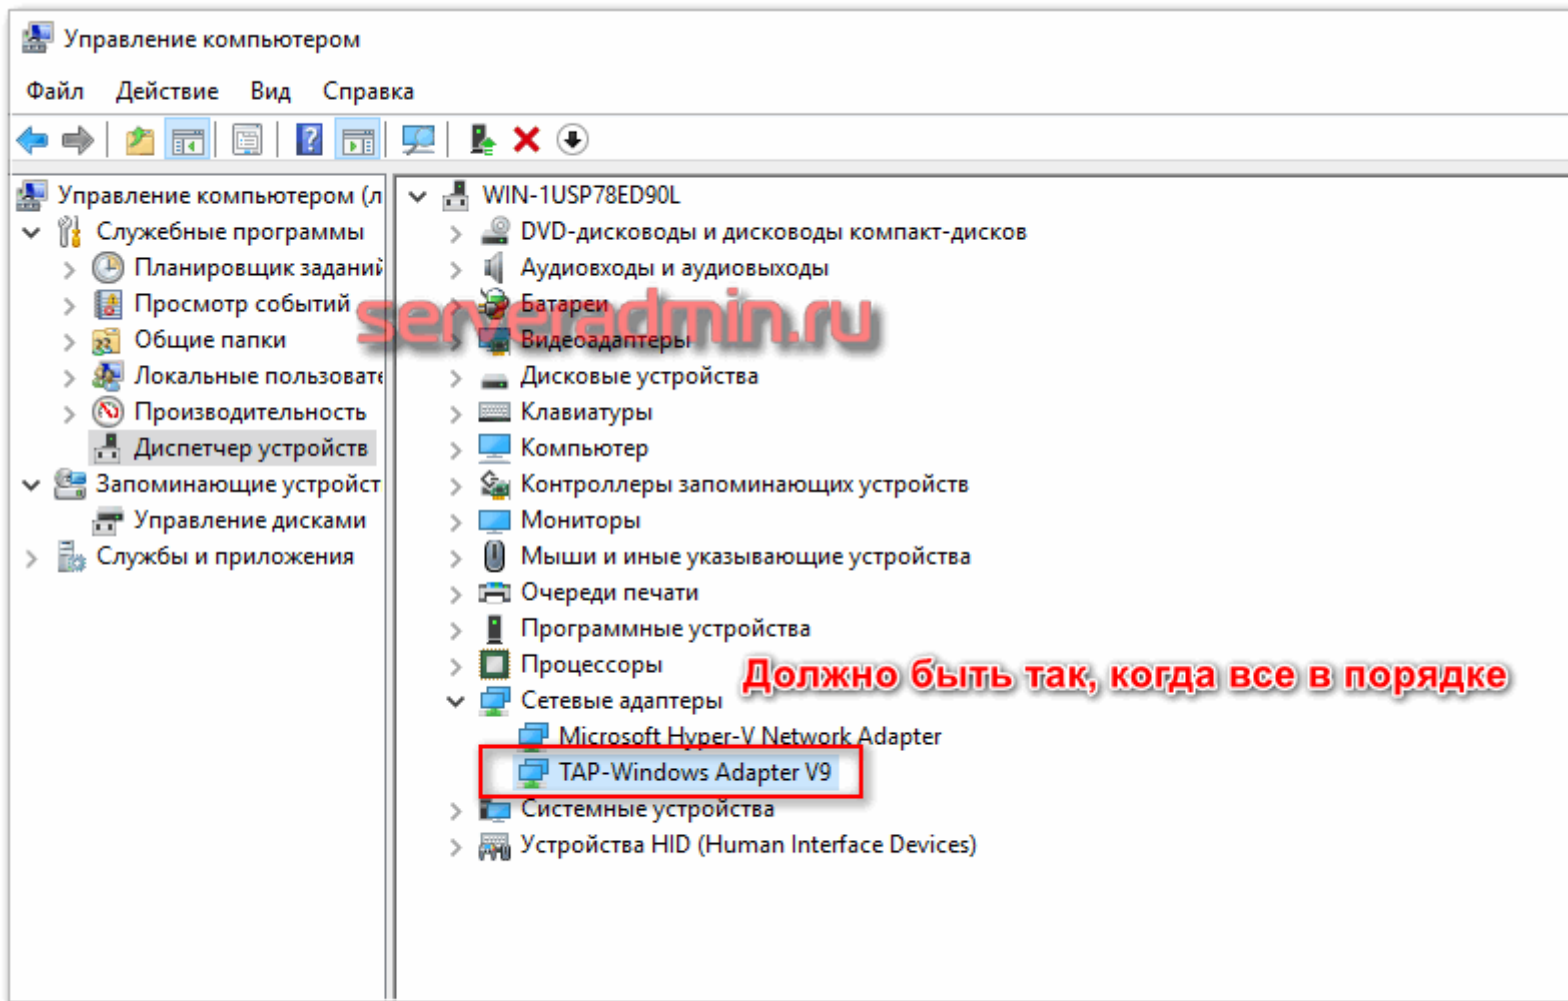 Управление компьютером
Файл Действие Вид Справка
Управление компьютером (л
Служебные программы
Планировщик заданий
Просмотр событий
Общие папки
Локальные пользовате
Производительность
Диспетчер устройств
Запоминающие устройст
Управление дисками
Службы и приложения
WIN-1USP78ED90L
DVD-дисководы и дисководы компакт-дисков
Аудиовходы и аудиовыходы
Батареи
Видеоадаптеры
serveradmin.ru
Дисковые устройства
Клавиатуры
Компьютер
Контроллеры запоминающих устройств
Мониторы
Мыши и иные указывающие устройства
Очереди печати
Программные устройства
Процессоры
Должно быть так, когда все в порядке
Сетевые адаптеры
Microsoft Hyper-V Network Adapter
TAP-Windows Adapter V9
Системные устройства
Устройства HID (Human Interface Devices)